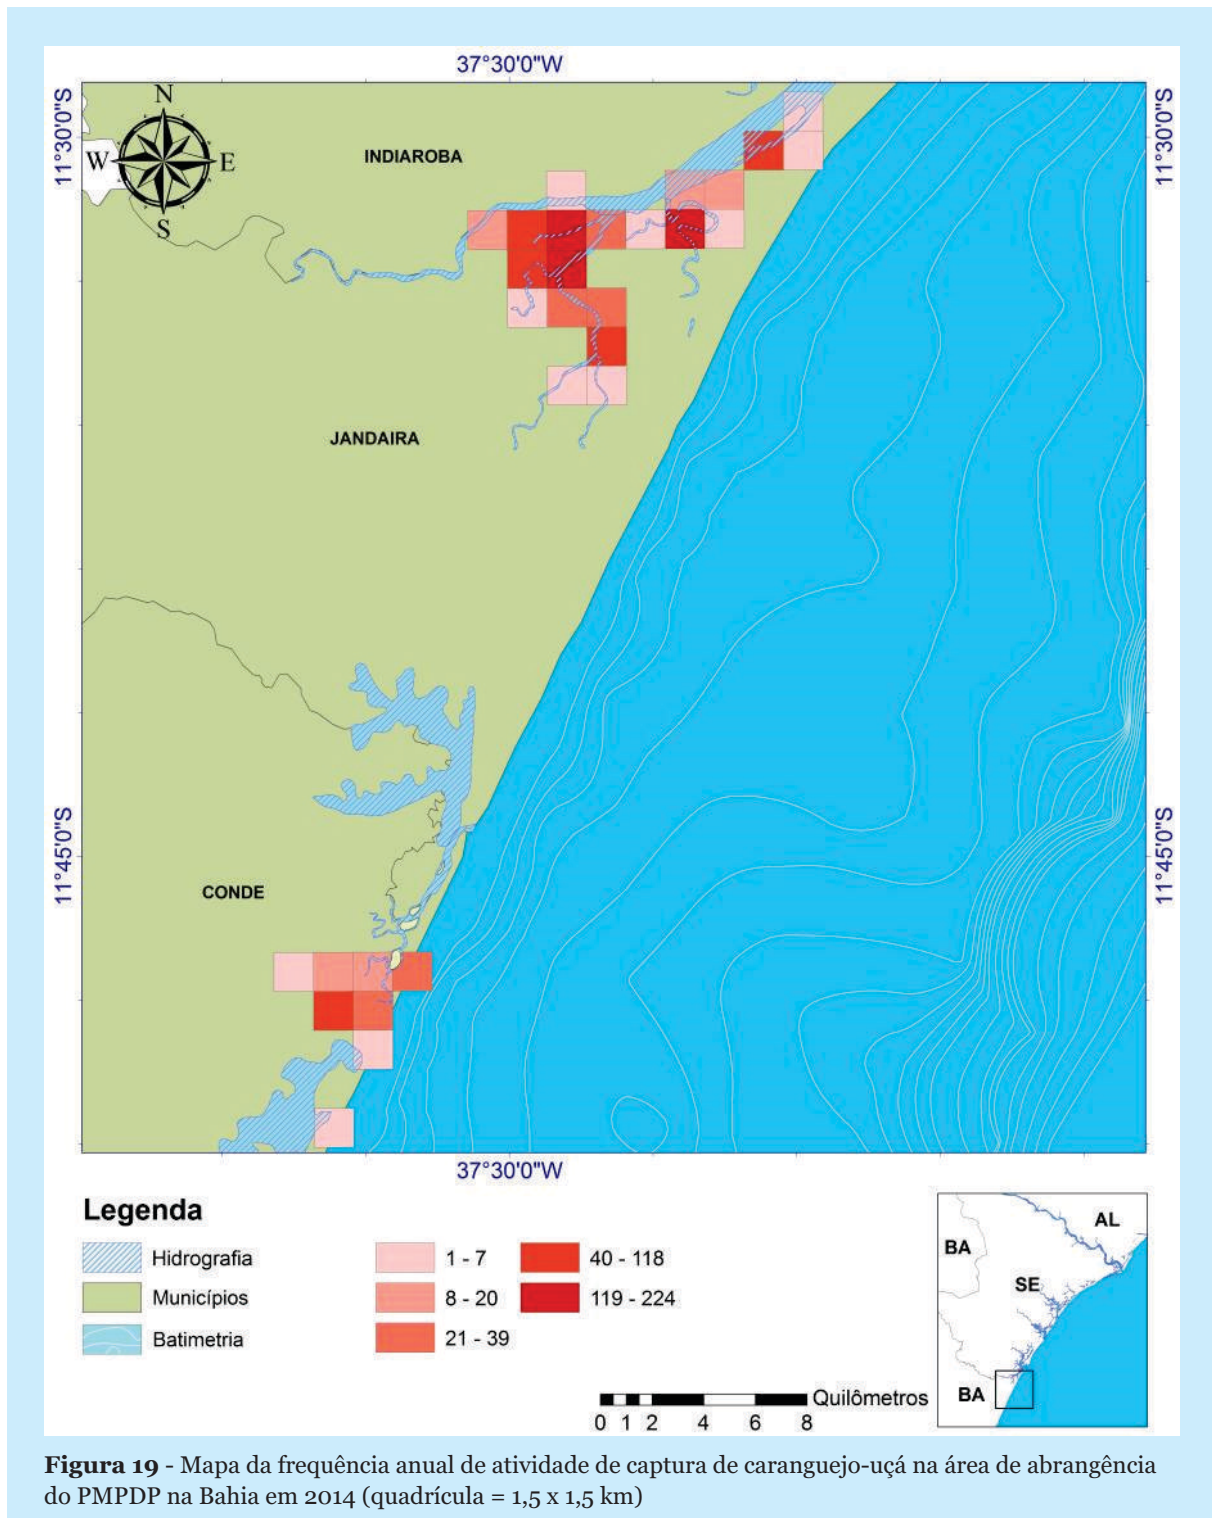 37°30'0"W
11°30'0"S
11°30'0"S
N
W
E
S
INDIAROBA
JANDAIRA
11°45'0"S
11°45'0"S
CONDE
37°30'0"W
Legenda
Hidrografia
Municípios
Batimetria
1 - 7
8 - 20
21 - 39
40 - 118
119 - 224
Quilômetros
0 1 2 4 6 8
AL
BA
SE
BA
Figura 19 - Mapa da frequência anual de atividade de captura de caranguejo-uçá na área de abrangência
do PMPDP na Bahia em 2014 (quadrícula = 1,5 x 1,5 km)